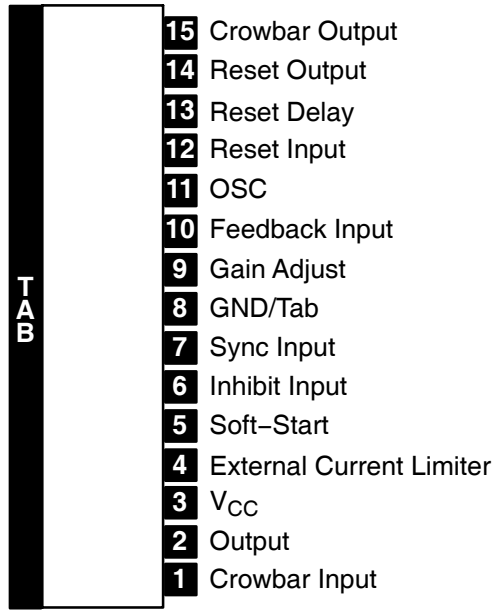 15 Crowbar Output
14 Reset Output
13 Reset Delay
12 Reset Input
11 OSC
10 Feedback Input
9 Gain Adjust
TAB
8 GND/Tab
7 Sync Input
6 Inhibit Input
5 Soft−Start
4 External Current Limiter
3 VCC
2 Output
1 Crowbar Input